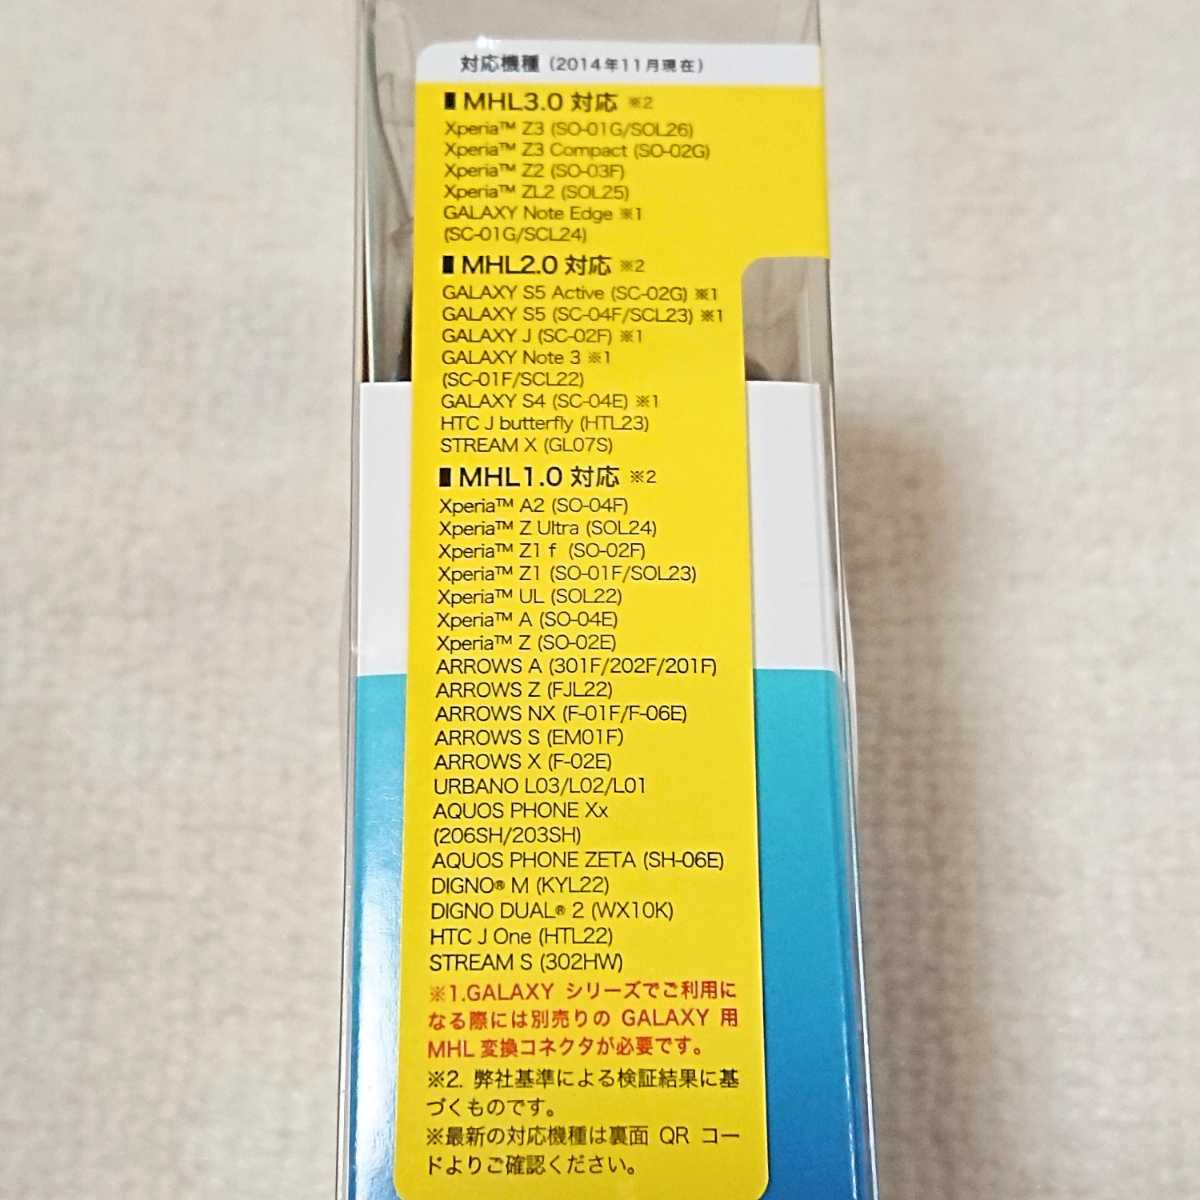 対応機種（2014年11月現在）
■ MHL3.0 対応 ※2
Xperia™ Z3 (SO-01G/SOL26)
Xperia™ Z3 Compact (SO-02G)
Xperia™ Z2 (SO-03F)
Xperia™ ZL2 (SOL25)
GALAXY Note Edge ※1
(SC-01G/SCL24)
■ MHL2.0 対応 ※2
GALAXY S5 Active (SC-02G) ※1
GALAXY S5 (SC-04F/SCL23) ※1
GALAXY J (SC-02F) ※1
GALAXY Note 3 ※1
(SC-01F/SCL22)
GALAXY S4 (SC-04E) ※1
HTC J butterfly (HTL23)
STREAM X (GL07S)
■ MHL1.0 対応 ※2
Xperia™ A2 (SO-04F)
Xperia™ Z Ultra (SOL24)
Xperia™ Z1 f (SO-02F)
Xperia™ Z1 (SO-01F/SOL23)
Xperia™ UL (SOL22)
Xperia™ A (SO-04E)
Xperia™ Z (SO-02E)
ARROWS A (301F/202F/201F)
ARROWS Z (FJL22)
ARROWS NX (F-01F/F-06E)
ARROWS S (EM01F)
ARROWS X (F-02E)
URBANO L03/L02/L01
AQUOS PHONE Xx
(206SH/203SH)
AQUOS PHONE ZETA (SH-06E)
DIGNO® M (KYL22)
DIGNO DUAL® 2 (WX10K)
HTC J One (HTL22)
STREAM S (302HW)
※1.GALAXY シリーズでご利用に
なる際には別売りの GALAXY 用
MHL 変換コネクタが必要です。
※2. 弊社基準による検証結果に基
づくものです。
※最新の対応機種は裏面 QR コー
ドよりご確認ください。